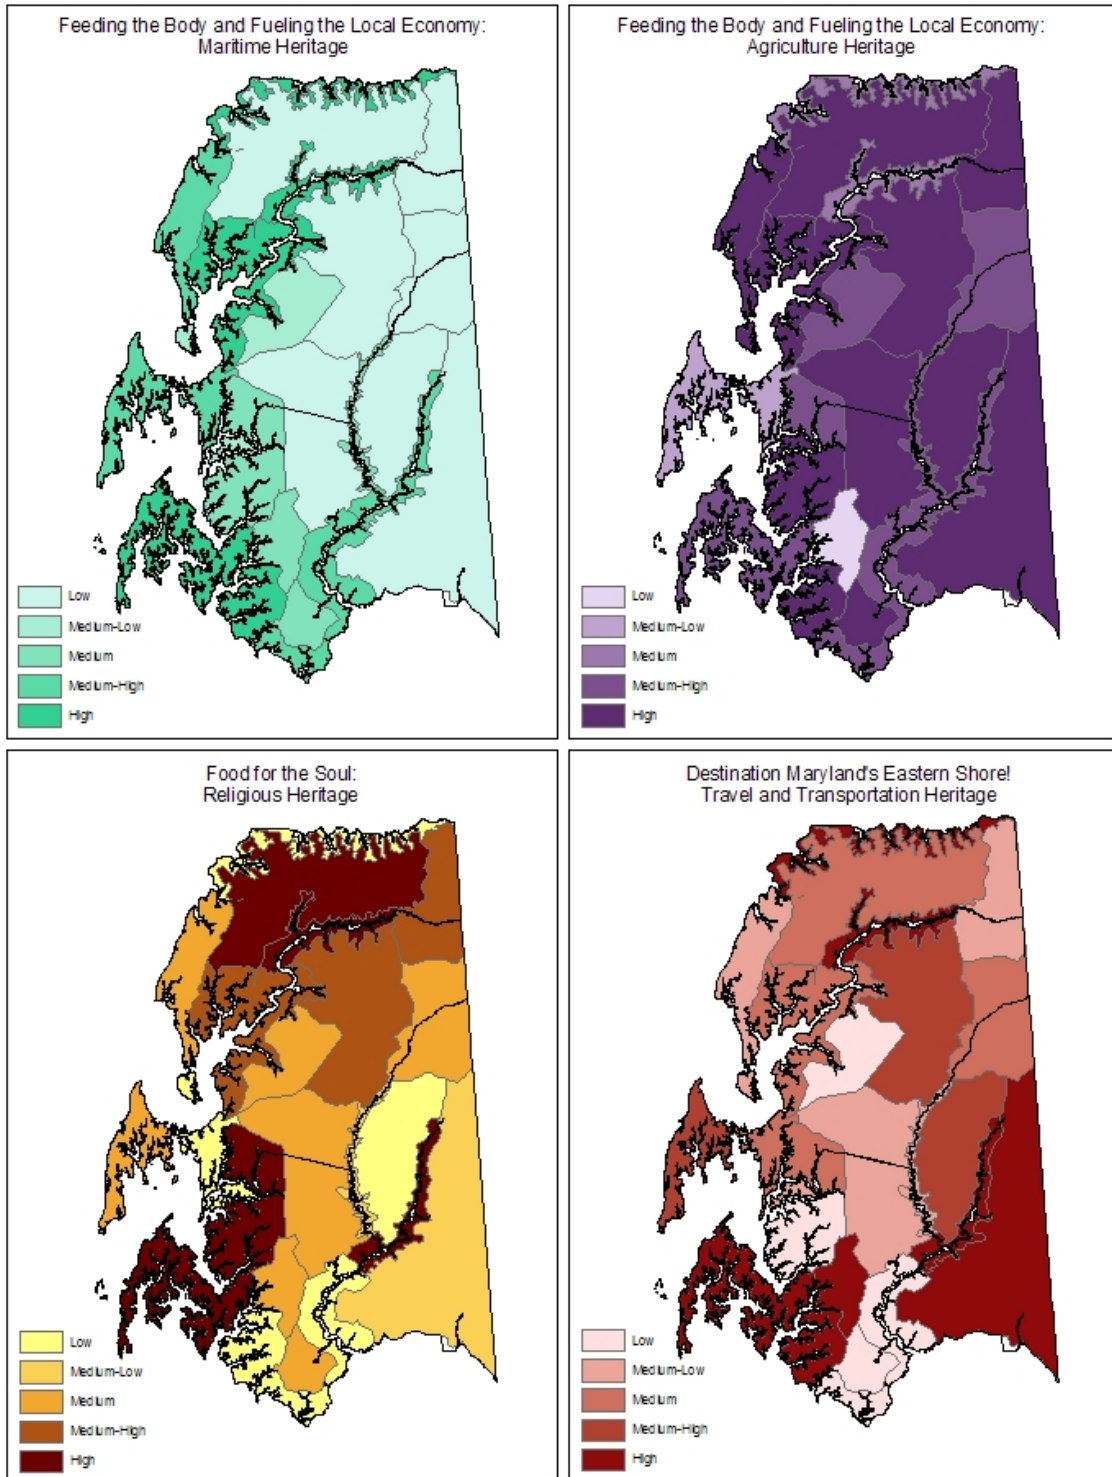 Feeding the Body and Fueling the Local Economy:
Maritime Heritage
Low
Medium-Low
Medium
Medium-High
High
Feeding the Body and Fueling the Local Economy:
Agriculture Heritage
Low
Medium-Low
Medium
Medium-High
High
Food for the Soul:
Religious Heritage
Low
Medium-Low
Medium
Medium-High
High
Destination Maryland's Eastern Shore!
Travel and Transportation Heritage
Low
Medium-Low
Medium
Medium-High
High